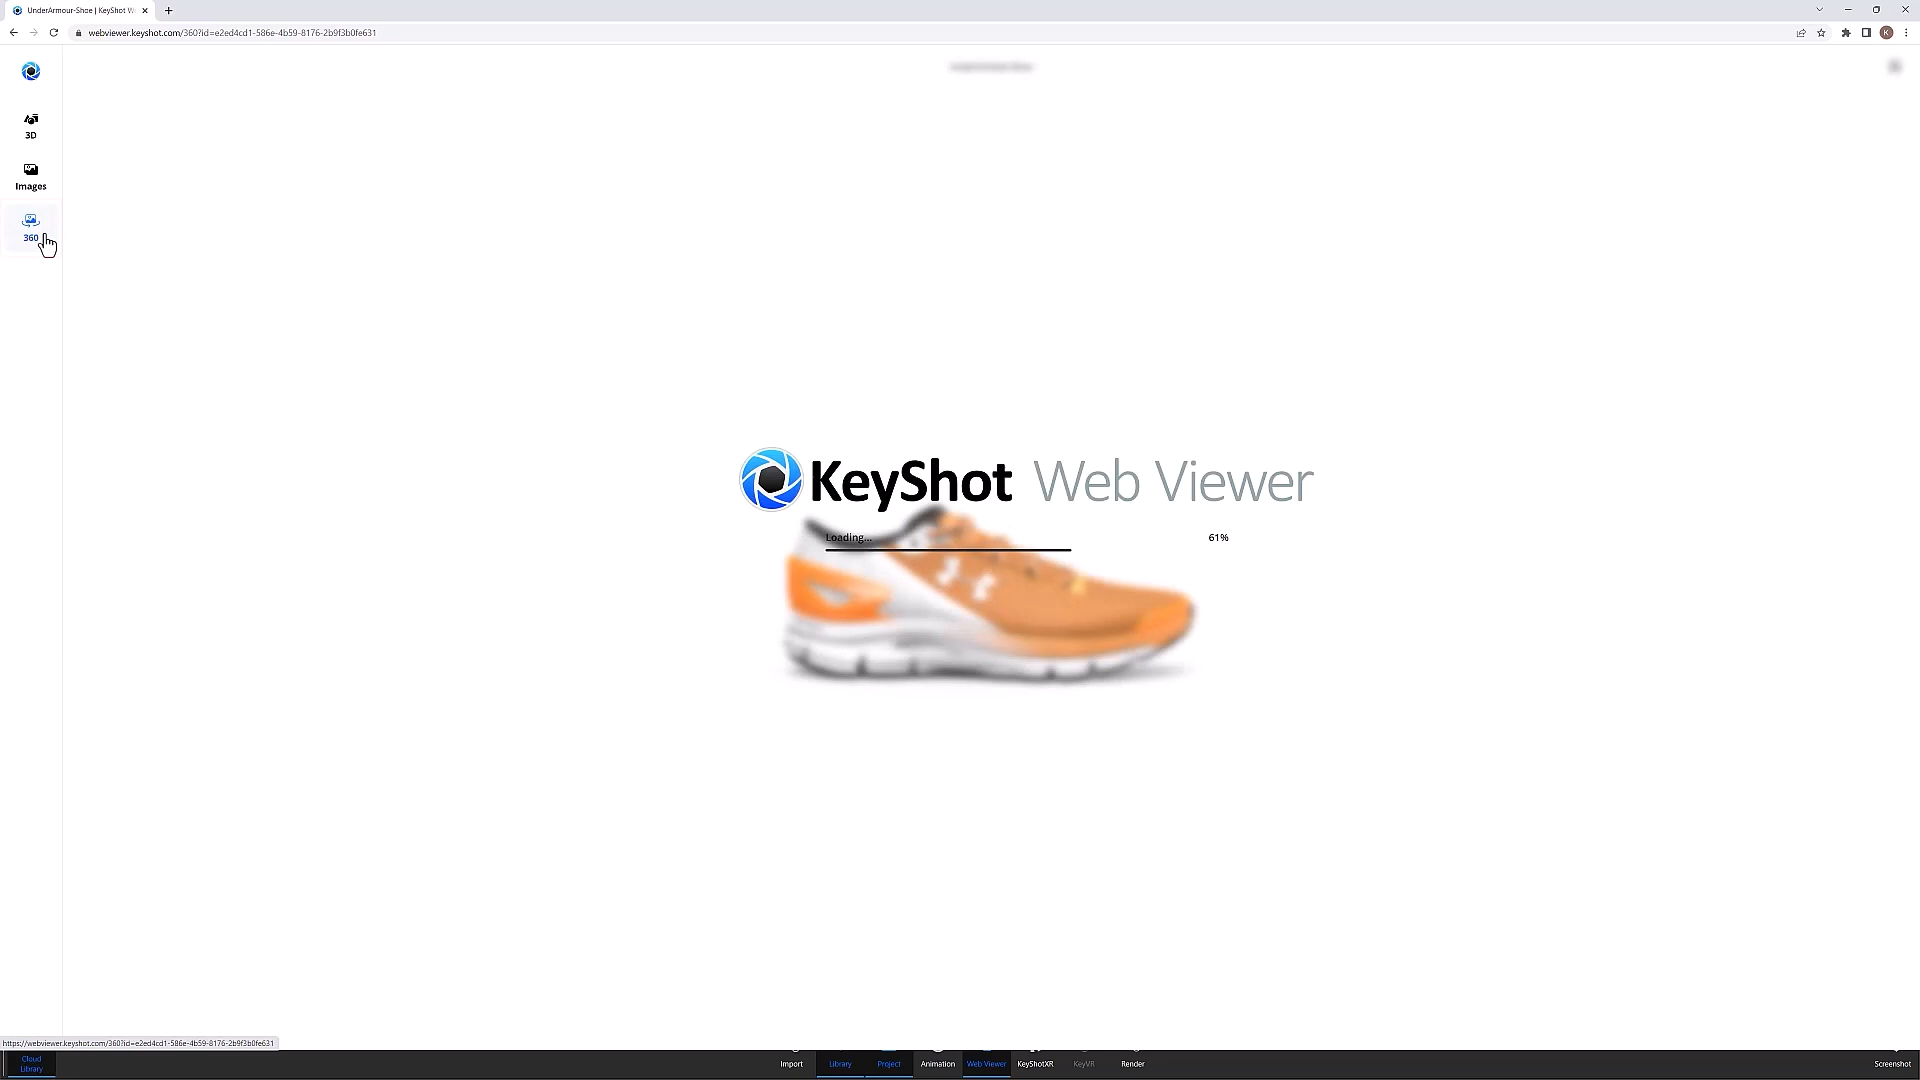 UnderArmour-Shoe | KeyShot W
webviewer.keyshot.com/360?id=e2ed4cd1-586e-4b59-8176-2b9f3b0fe631
K
3D
Images
360
KeyShot Web Viewer
Loading...
61%
https://webviewer.keyshot.com/360?id=e2ed4cd1-586e-4b59-8176-2b9f3b0fe631
Cloud
Library
Import
Library
Project
Animation
Web Viewer
KeyShotXR
KeyVR
Render
Screenshot